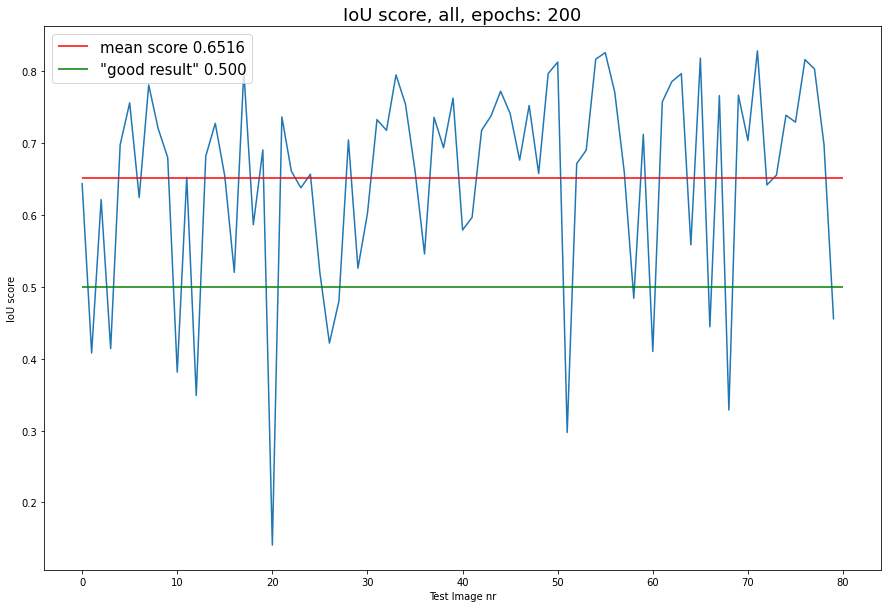 IoU score, all, epochs: 200
mean score 0.6516
"good result" 0.500
IoU score
0.8
0.7
0.6
0.5
0.4
0.3
0.2
0 10 20 30 40 50 60 70 80
Test Image nr